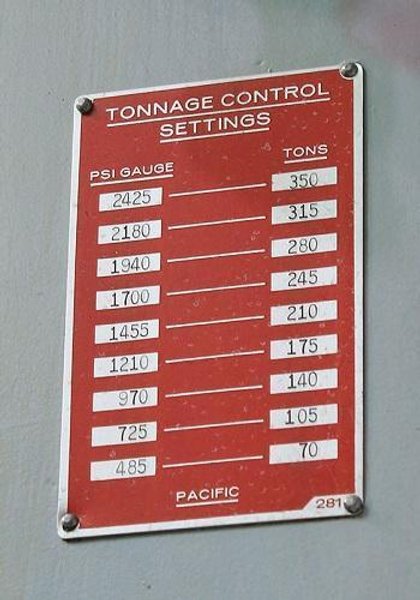 TONNAGE CONTROL
SETTINGS
PSI GAUGE TONS
2425 350
2180 315
1940 280
1700 245
1455 210
1210 175
970 140
725 105
485 70
PACIFIC
281